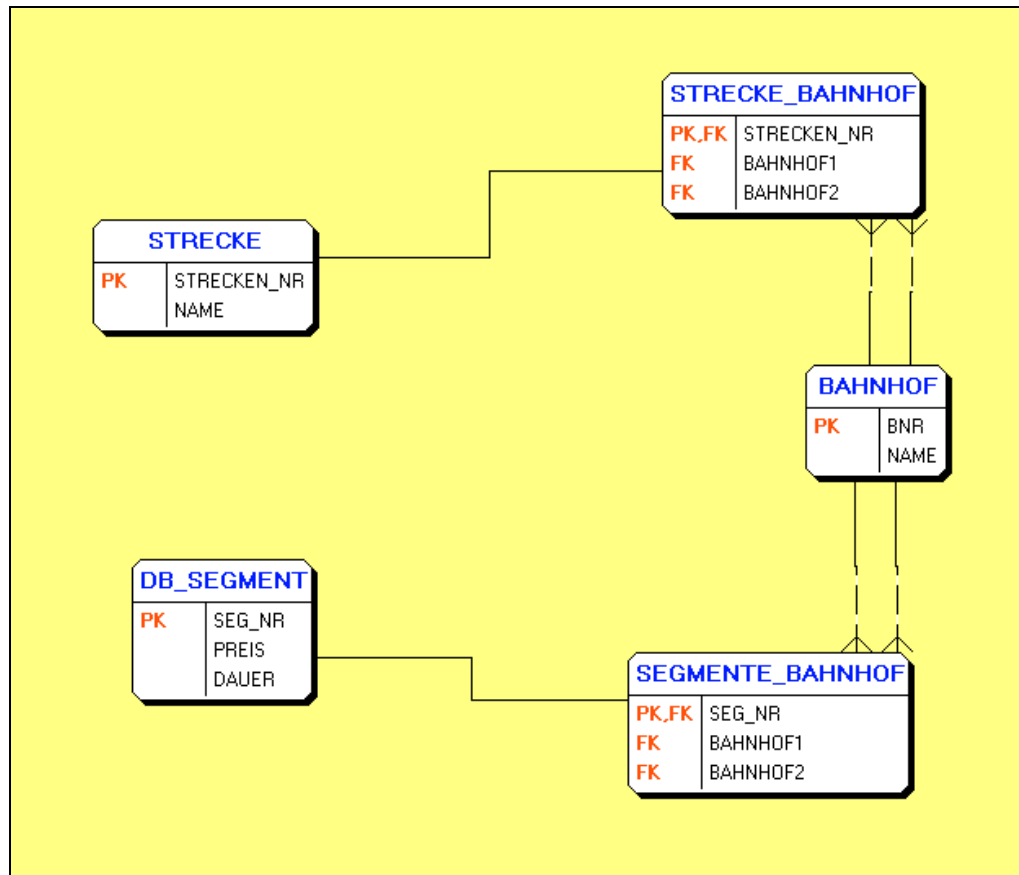 STRECKE_BAHNHOF
PK,FK STRECKEN_NR
FK BAHNHOF1
FK BAHNHOF2
STRECKE
PK STRECKEN_NR
NAME
BAHNHOF
PK BNR
NAME
DB_SEGMENT
PK SEG_NR
PREIS
DAUER
SEGMENTE_BAHNHOF
PK,FK SEG_NR
FK BAHNHOF1
FK BAHNHOF2